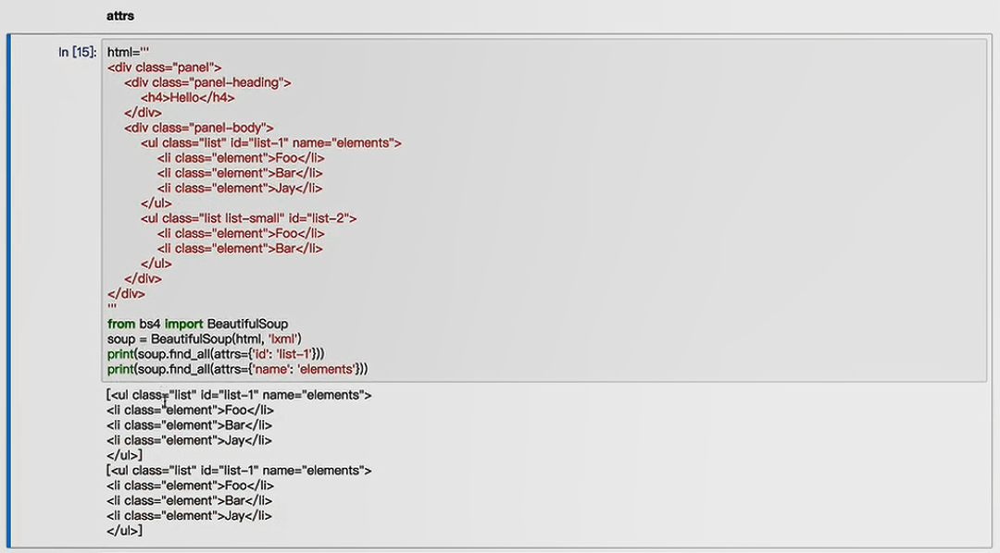 attrs
In [15]:
html='''
<div class="panel">
<div class="panel-heading">
<h4>Hello</h4>
</div>
<div class="panel-body">
<ul class="list" id="list-1" name="elements">
<li class="element">Foo</li>
<li class="element">Bar</li>
<li class="element">Jay</li>
</ul>
<ul class="list list-small" id="list-2">
<li class="element">Foo</li>
<li class="element">Bar</li>
</ul>
</div>
</div>
'''
from bs4 import BeautifulSoup
soup = BeautifulSoup(html, 'lxml')
print(soup.find_all(attrs={'id': 'list-1'}))
print(soup.find_all(attrs={'name': 'elements'}))
[<ul class="list" id="list-1" name="elements">
<li class="element">Foo</li>
<li class="element">Bar</li>
<li class="element">Jay</li>
</ul>]
[<ul class="list" id="list-1" name="elements">
<li class="element">Foo</li>
<li class="element">Bar</li>
<li class="element">Jay</li>
</ul>]